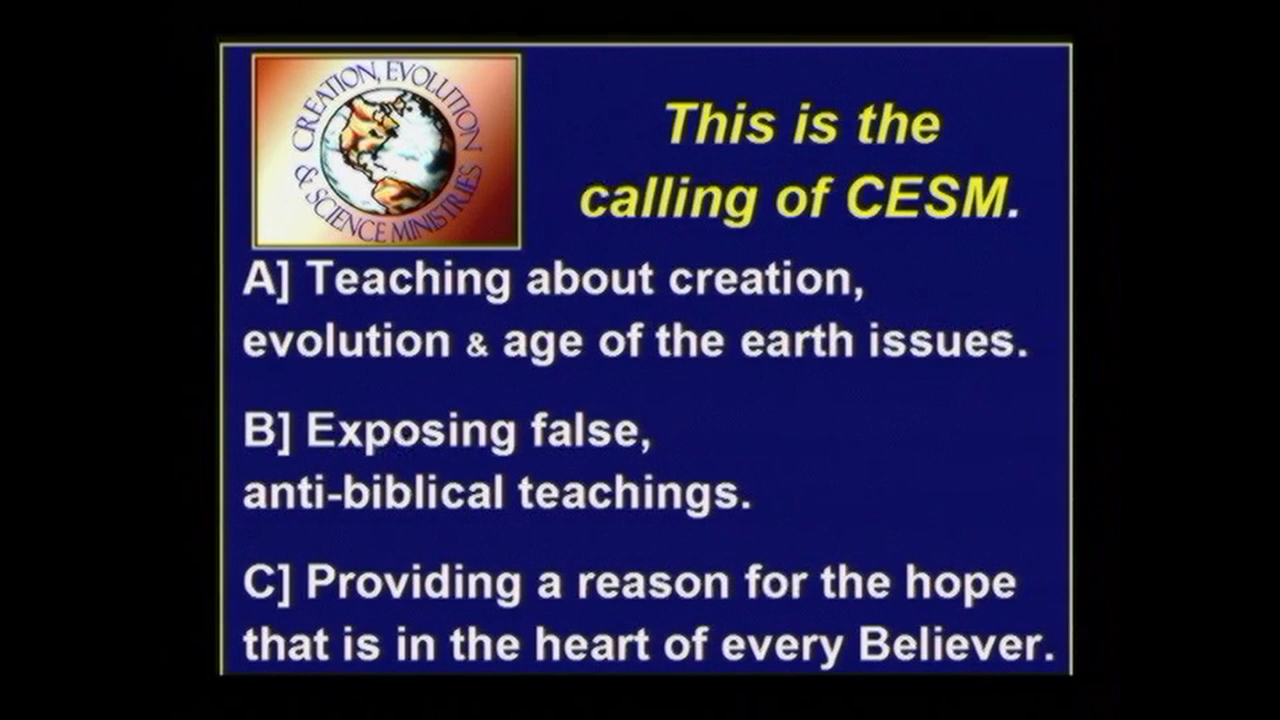 CREATION, EVOLUTION
& SCIENCE MINISTRIES
This is the
calling of CESM.
A] Teaching about creation,
evolution & age of the earth issues.
B] Exposing false,
anti-biblical teachings.
C] Providing a reason for the hope
that is in the heart of every Believer.